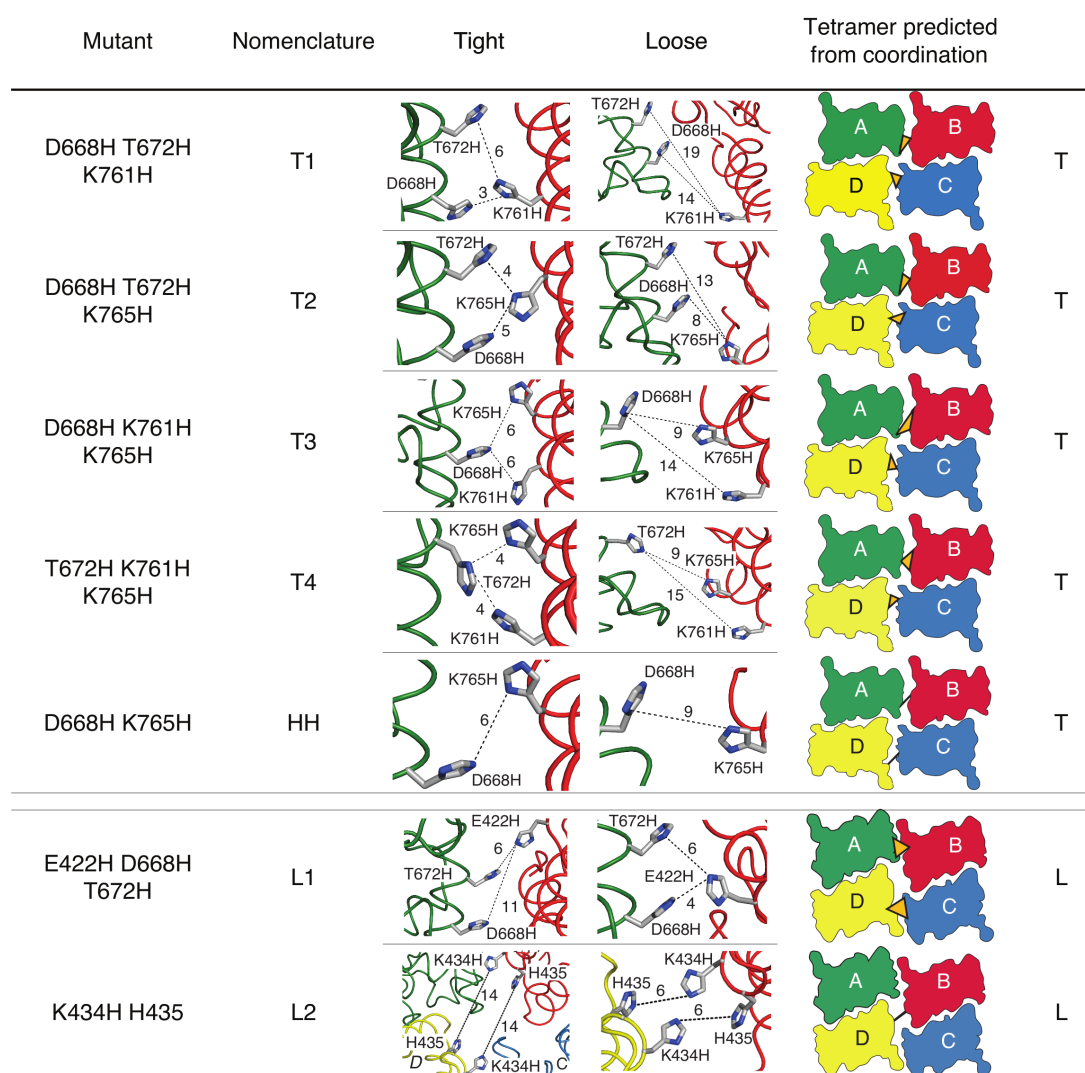 Mutant Nomenclature Tight Loose Tetramer predicted
from coordination
D668H T672H
K761H
T1
T672H
6
D668H
3
K761H
T672H
D668H
19
14
K761H
A B
D C
T
D668H T672H
K765H
T2
T672H
4
K765H
5
D668H
T672H
13
D668H
8
K765H
A B
D C
T
D668H K761H
K765H
T3
K765H
6
D668H
6
K761H
D668H
9
K765H
14
K761H
A B
D C
T
T672H K761H
K765H
T4
K765H
4
T672H
4
K761H
T672H
9
K765H
15
K761H
A B
D C
T
D668H K765H
HH
K765H
6
D668H
D668H
9
K765H
A B
D C
T
E422H D668H
T672H
L1
E422H
6
T672H
11
D668H
T672H
6
E422H
4
D668H
A B
D C
L
K434H H435
L2
K434H
H435
14
14
H435
D K434H C
K434H
H435
6
6
K434H H435
A B
D C
L